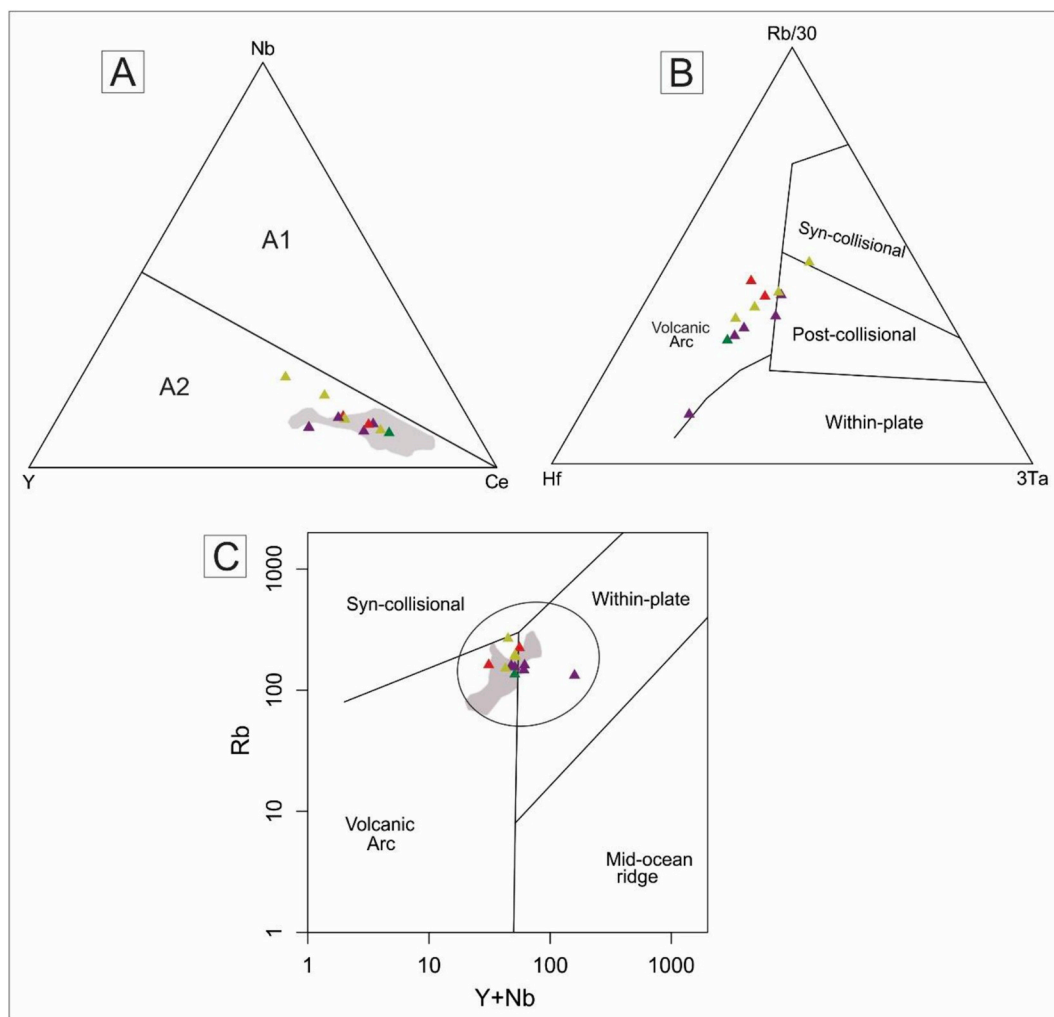 A
Nb
A1
A2
Y
Ce
B
Rb/30
Syn-collisional
Volcanic
Arc
Post-collisional
Within-plate
Hf
3Ta
C
Rb
1000
100
10
1
Syn-collisional
Within-plate
Volcanic
Arc
Mid-ocean
ridge
1
10
100
1000
Y+Nb